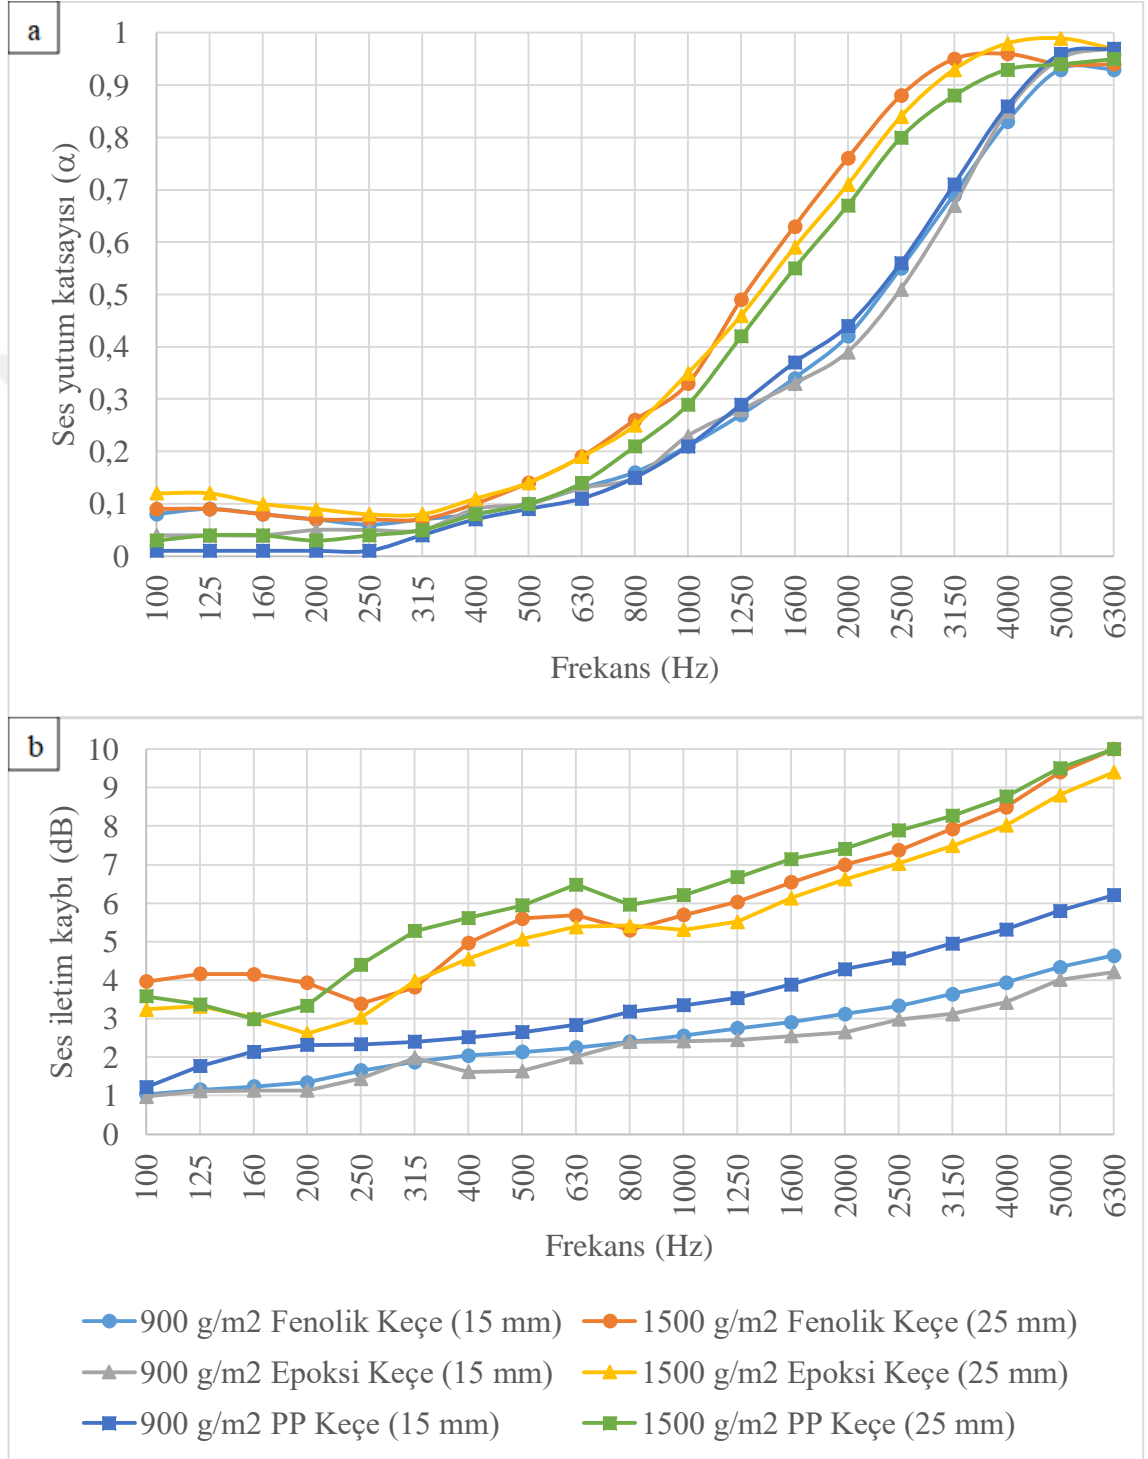 a
1
0,9
0,8
0,7
0,6
0,5
0,4
0,3
0,2
0,1
0
Ses yutum katsayısı (α)
100 125 160 200 250 315 400 500 630 800 1000 1250 1600 2000 2500 3150 4000 5000 6300
Frekans (Hz)
b
10
9
8
7
6
5
4
3
2
1
0
Ses iletim kaybı (dB)
100 125 160 200 250 315 400 500 630 800 1000 1250 1600 2000 2500 3150 4000 5000 6300
Frekans (Hz)
900 g/m2 Fenolik Keçe (15 mm) 1500 g/m2 Fenolik Keçe (25 mm)
900 g/m2 Epoksi Keçe (15 mm) 1500 g/m2 Epoksi Keçe (25 mm)
900 g/m2 PP Keçe (15 mm) 1500 g/m2 PP Keçe (25 mm)